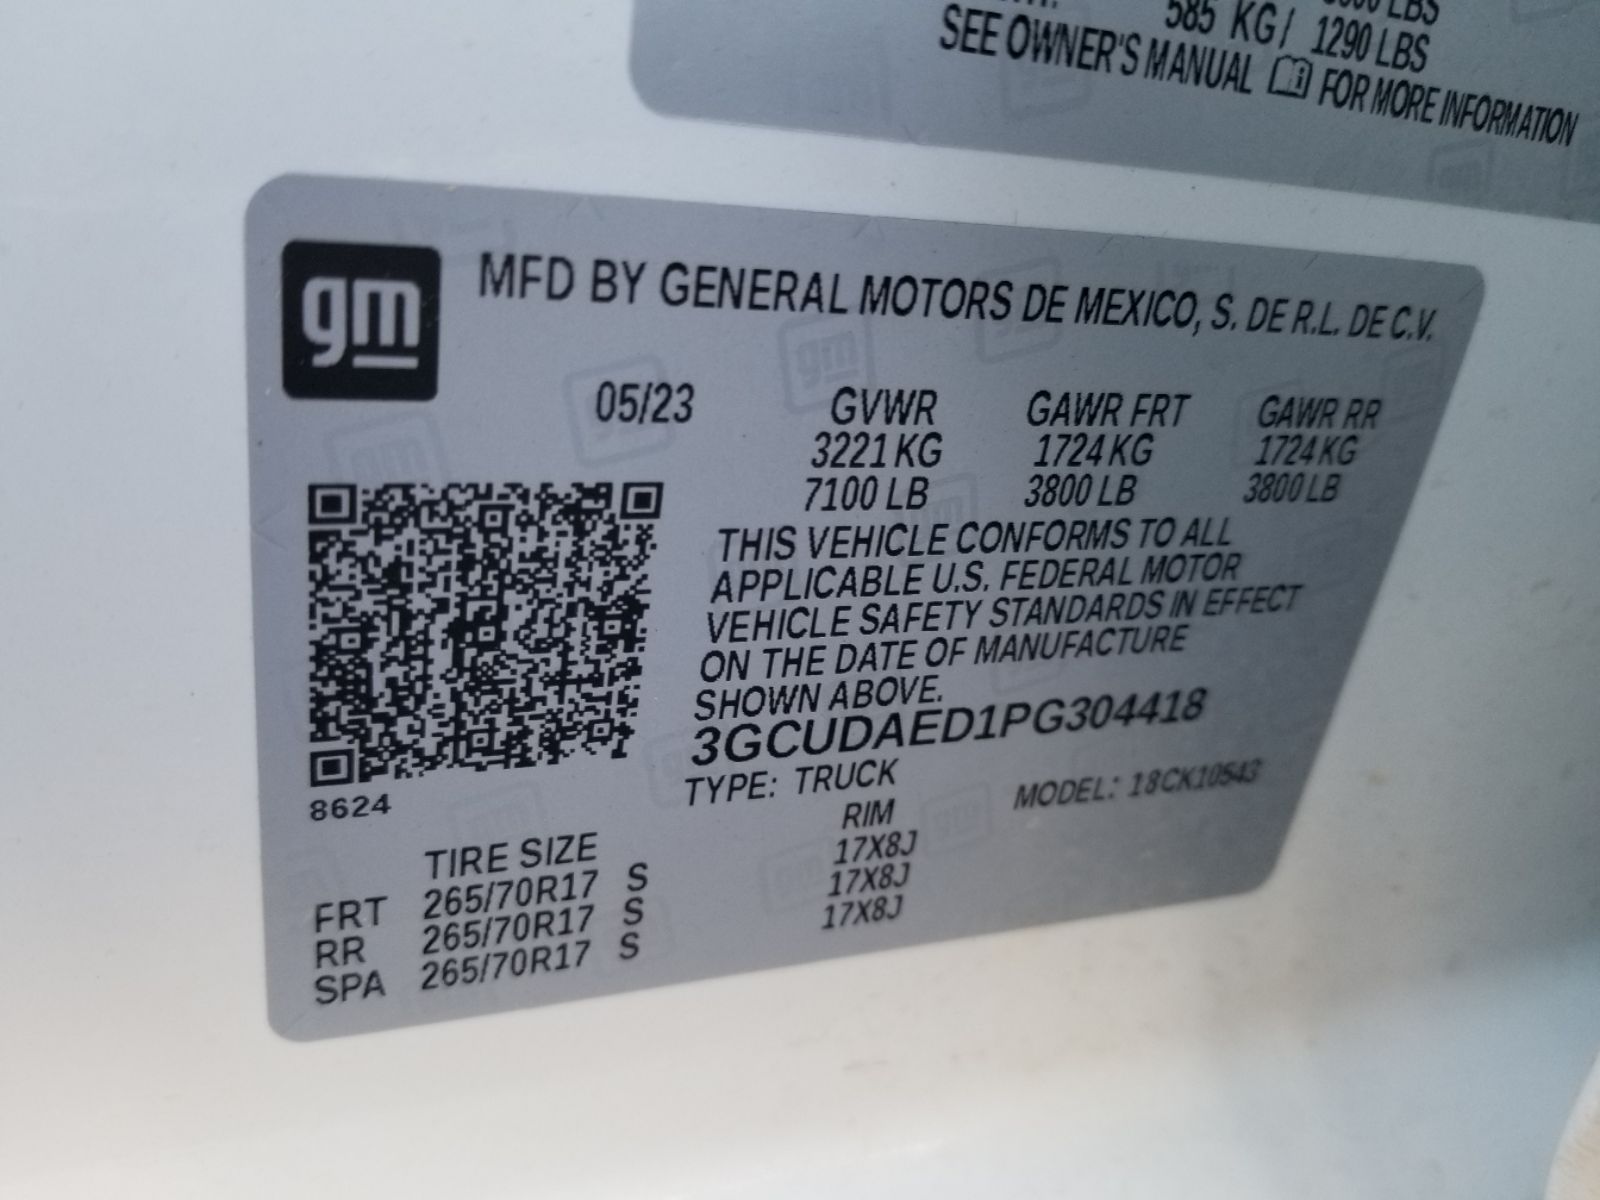 585 KG / 1290 LBS
SEE OWNER'S MANUAL FOR MORE INFORMATION
gm
MFD BY GENERAL MOTORS DE MEXICO, S. DE R.L. DE C.V.
05/23 GVWR GAWR FRT GAWR RR
3221 KG 1724 KG 1724 KG
7100 LB 3800 LB 3800 LB
THIS VEHICLE CONFORMS TO ALL
APPLICABLE U.S. FEDERAL MOTOR
VEHICLE SAFETY STANDARDS IN EFFECT
ON THE DATE OF MANUFACTURE
SHOWN ABOVE.
3GCUDAED1PG304418
TYPE: TRUCK MODEL: 18CK10543
8624
TIRE SIZE RIM
FRT 265/70R17 S 17X8J
RR 265/70R17 S 17X8J
SPA 265/70R17 S 17X8J